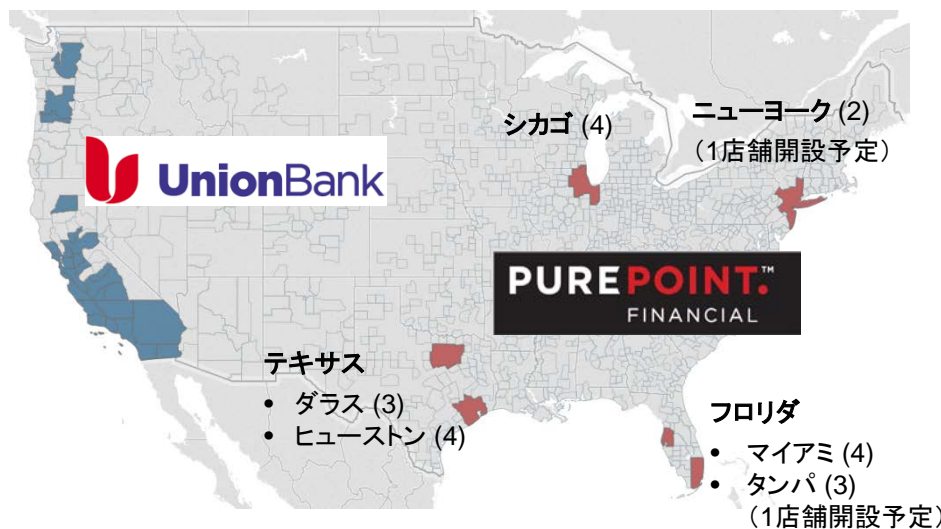 シカゴ (4)
ニューヨーク (2)
（1店舗開設予定）
UnionBank
PUREPOINT.™
FINANCIAL
テキサス
• ダラス (3)
• ヒューストン (4)
フロリダ
• マイアミ (4)
• タンパ (3)
（1店舗開設予定）